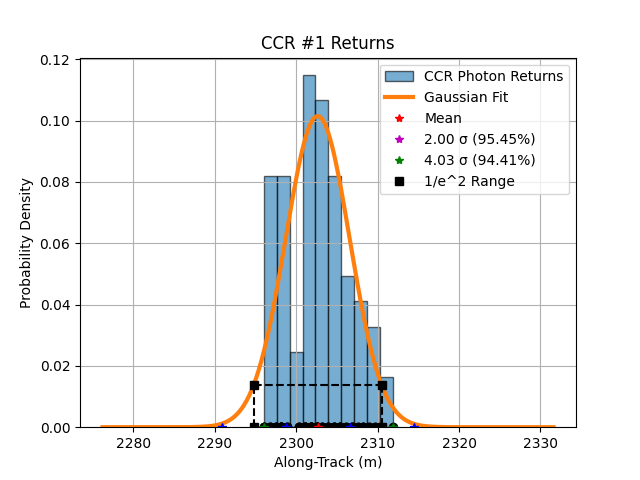 CCR #1 Returns
0.12
0.10
0.08
0.06
0.04
0.02
0.00
Probability Density
CCR Photon Returns
Gaussian Fit
Mean
2.00 σ (95.45%)
4.03 σ (94.41%)
1/e^2 Range
2280 2290 2300 2310 2320 2330
Along-Track (m)